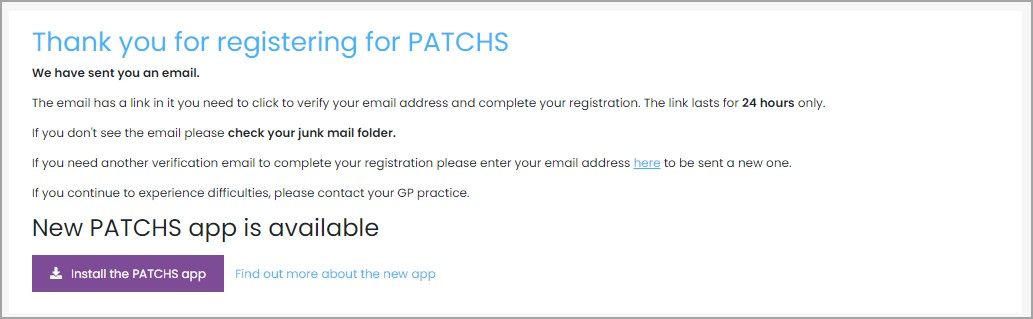 Thank you for registering for PATCHS
We have sent you an email.
The email has a link in it you need to click to verify your email address and complete your registration. The link lasts for 24 hours only.
If you don't see the email please check your junk mail folder.
If you need another verification email to complete your registration please enter your email address here to be sent a new one.
If you continue to experience difficulties, please contact your GP practice.
New PATCHS app is available
Install the PATCHS app Find out more about the new app